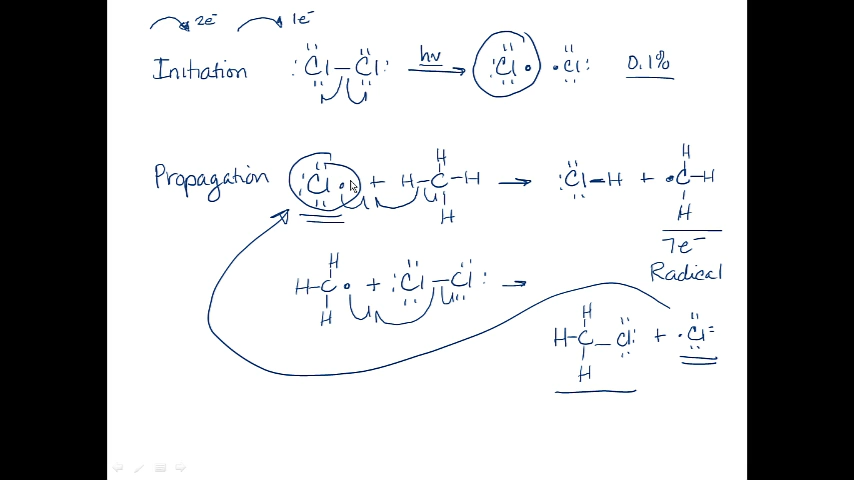 2e⁻ 1e⁻
Initiation :Cl—Cl: hν Cl• •Cl: 0.1%
H H
Propagation :Cl• + H—C—H → :Cl—H + •C—H
H H
7e⁻
H Radical
H—C• + :Cl—Cl: →
H
H
H—C—Cl: + •Cl:
H